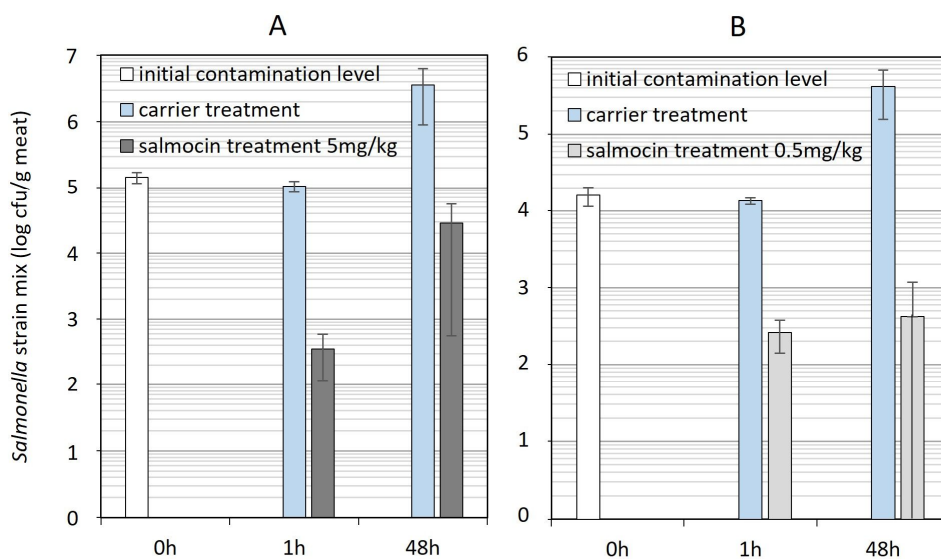 A
Salmonella strain mix (log cfu/g meat)
7
6
5
4
3
2
1
0
initial contamination level
carrier treatment
salmocin treatment 5mg/kg
0h 1h 48h
B
6
5
4
3
2
1
0
initial contamination level
carrier treatment
salmocin treatment 0.5mg/kg
0h 1h 48h